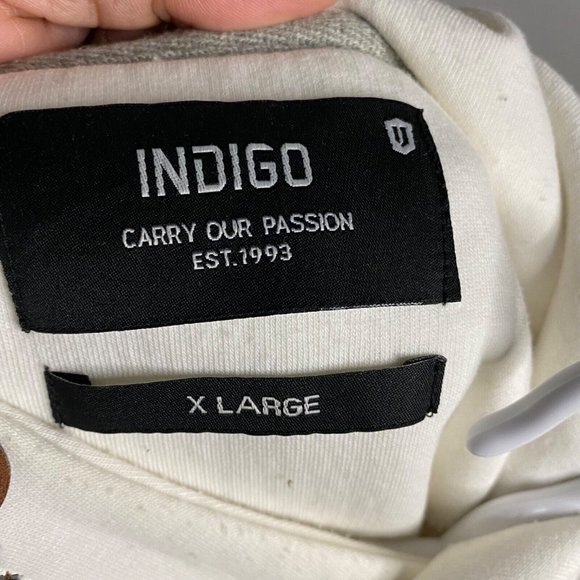 INDIGO
CARRY OUR PASSION
EST.1993
X LARGE